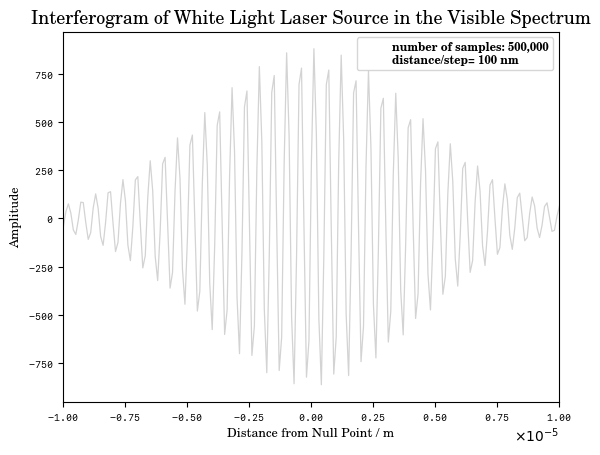 Interferogram of White Light Laser Source in the Visible Spectrum
number of samples: 500,000
distance/step= 100 nm
750
500
250
0
−250
−500
−750
Amplitude
−1.00 −0.75 −0.50 −0.25 0.00 0.25 0.50 0.75 1.00
Distance from Null Point / m
×10⁻⁵